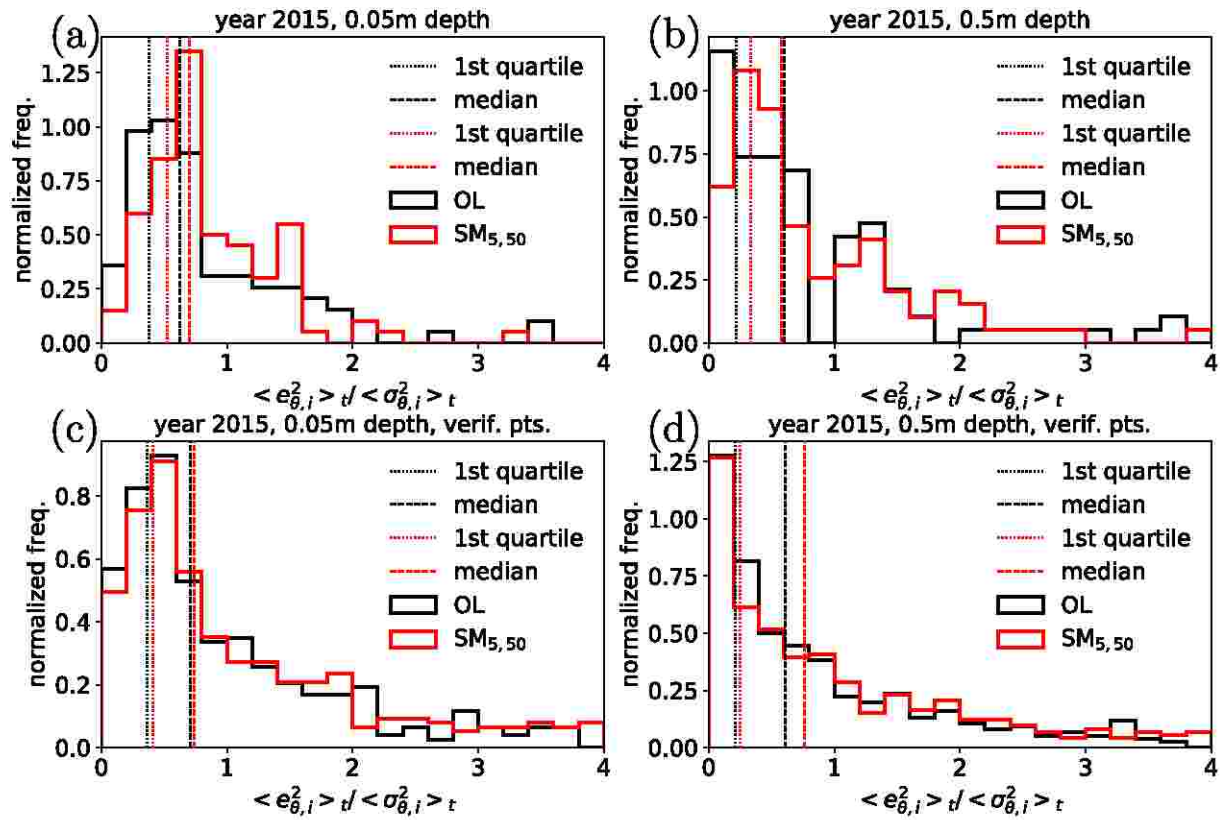 (a)
year 2015, 0.05m depth
1.25
1.00
0.75
0.50
0.25
0.00
normalized freq.
1st quartile
median
1st quartile
median
OL
SM5, 50
0 1 2 3 4
< e²θ,i > t / < σ²θ,i > t
(b)
year 2015, 0.5m depth
1.00
0.75
0.50
0.25
0.00
normalized freq.
1st quartile
median
1st quartile
median
OL
SM5, 50
0 1 2 3 4
< e²θ,i > t / < σ²θ,i > t
(c)
year 2015, 0.05m depth, verif. pts.
0.8
0.6
0.4
0.2
0.0
normalized freq.
1st quartile
median
1st quartile
median
OL
SM5, 50
0 1 2 3 4
< e²θ,i > t / < σ²θ,i > t
(d)
year 2015, 0.5m depth, verif. pts.
1.25
1.00
0.75
0.50
0.25
0.00
normalized freq.
1st quartile
median
1st quartile
median
OL
SM5, 50
0 1 2 3 4
< e²θ,i > t / < σ²θ,i > t